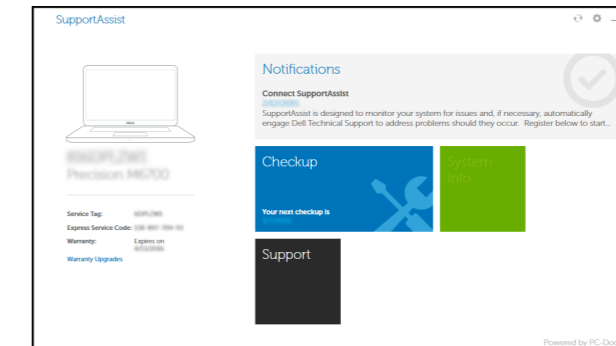 SupportAssist
Notifications
Connect SupportAssist
SupportAssist is designed to monitor your system for issues and, if necessary, automatically
engage Dell Technical Support to address problems should they occur. Register below to start...
Precision M6700
Checkup
System
Info
Your next checkup is
Service Tag:
Express Service Code:
Warranty: Expires on
Warranty Upgrades
Support
Powered by PC-Doc